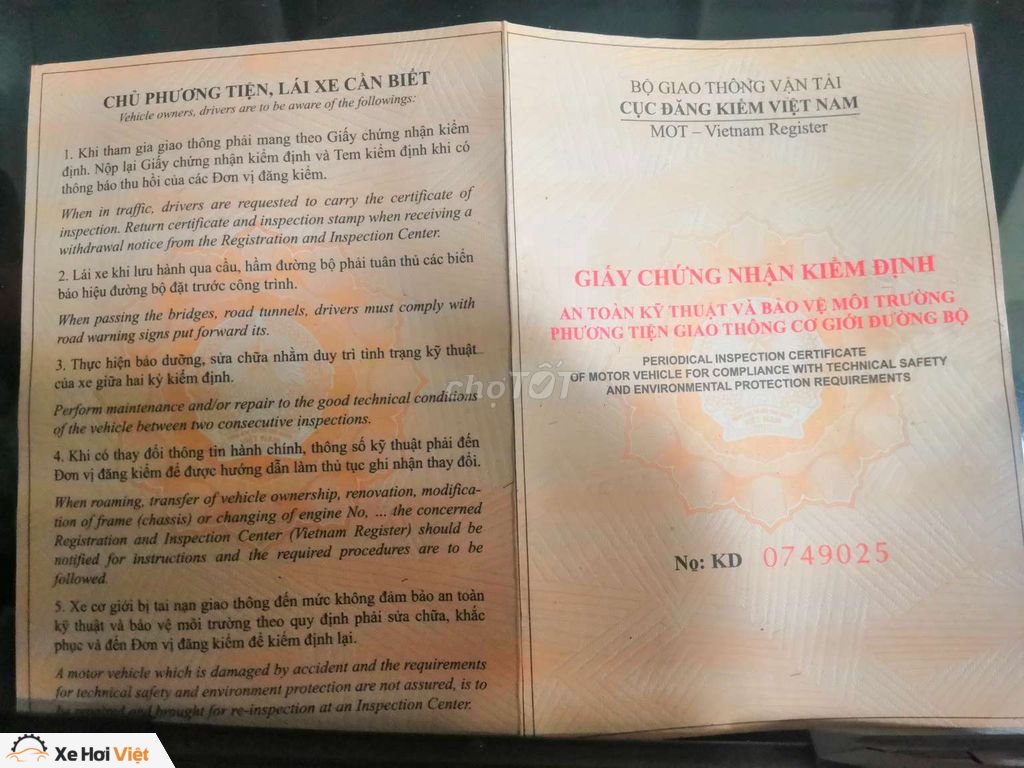 CHỦ PHƯƠNG TIỆN, LÁI XE CẦN BIẾT
Vehicle owners, drivers are to be aware of the followings:
1. Khi tham gia giao thông phải mang theo Giấy chứng nhận kiểm
định. Nộp lại Giấy chứng nhận kiểm định và Tem kiểm định khi có
thông báo thu hồi của các Đơn vị đăng kiểm.
When in traffic, drivers are requested to carry the certificate of
inspection. Return certificate and inspection stamp when receiving a
withdrawal notice from the Registration and Inspection Center.
2. Lái xe khi lưu hành qua cầu, hầm đường bộ phải tuân thủ các biển
báo hiệu đường bộ đặt trước công trình.
When passing the bridges, road tunnels, drivers must comply with
road warning signs put forward its.
3. Thực hiện bảo dưỡng, sửa chữa nhằm duy trì tình trạng kỹ thuật
của xe giữa hai kỳ kiểm định.
Perform maintenance and/or repair to the good technical conditions
of the vehicle between two consecutive inspections.
4. Khi có thay đổi thông tin hành chính, thông số kỹ thuật phải đến
Đơn vị đăng kiểm để được hướng dẫn làm thủ tục ghi nhận thay đổi.
When roaming, transfer of vehicle ownership, renovation, modifica-
tion of frame (chassis) or changing of engine No, ... the concerned
Registration and Inspection Center (Vietnam Register) should be
notified for instructions and the required procedures are to be
followed.
5. Xe cơ giới bị tai nạn giao thông đến mức không đảm bảo an toàn
kỹ thuật và bảo vệ môi trường theo quy định phải sửa chữa, khắc
phục và đến Đơn vị đăng kiểm để kiểm định lại.
A motor vehicle which is damaged by accident and the requirements
for technical safety and environment protection are not assured, is to
be repaired and brought for re-inspection at an Inspection Center.
BỘ GIAO THÔNG VẬN TẢI
CỤC ĐĂNG KIỂM VIỆT NAM
MOT – Vietnam Register
GIẤY CHỨNG NHẬN KIỂM ĐỊNH
AN TOÀN KỸ THUẬT VÀ BẢO VỆ MÔI TRƯỜNG
PHƯƠNG TIỆN GIAO THÔNG CƠ GIỚI ĐƯỜNG BỘ
PERIODICAL INSPECTION CERTIFICATE
OF MOTOR VEHICLE FOR COMPLIANCE WITH TECHNICAL SAFETY
AND ENVIRONMENTAL PROTECTION REQUIREMENTS
Nọ: KD 0749025
chợTỐT
Xe Hơi Việt